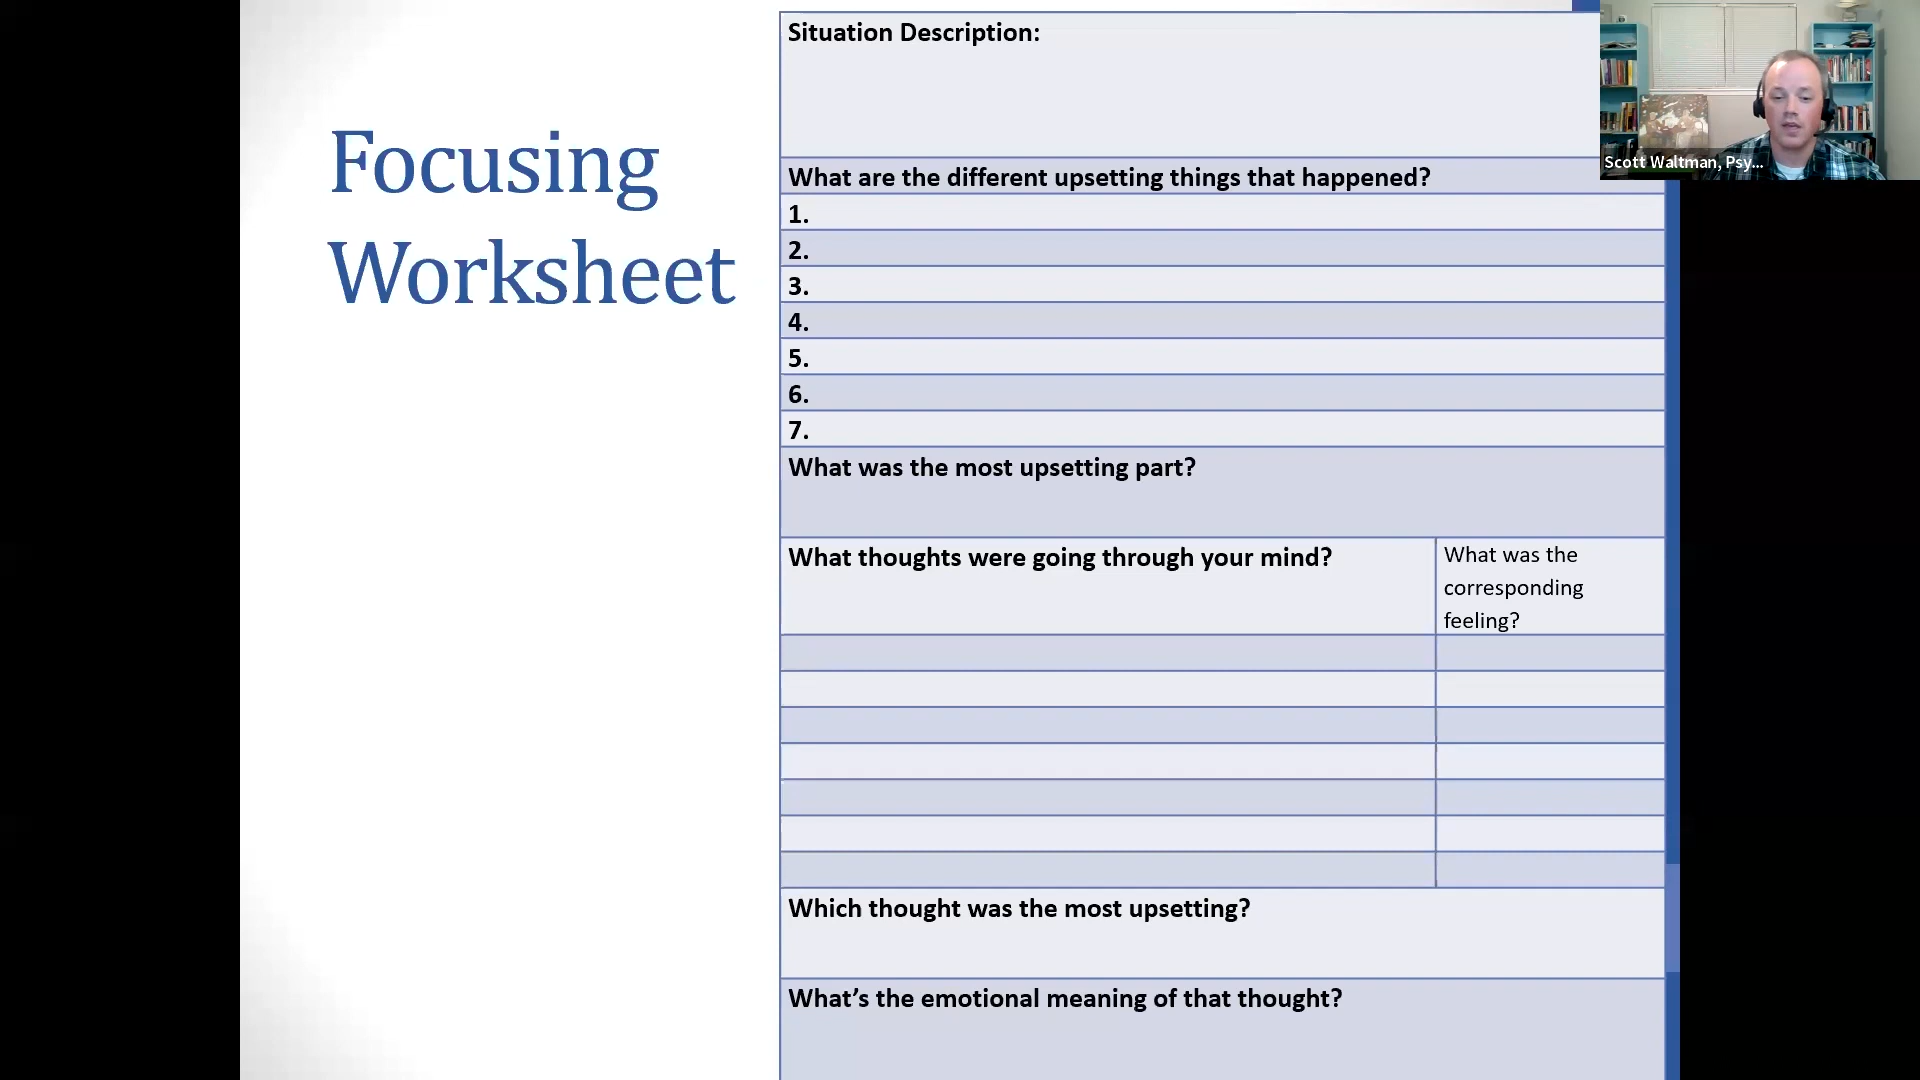 Focusing
Worksheet
Situation Description:
What are the different upsetting things that happened?
1.
2.
3.
4.
5.
6.
7.
What was the most upsetting part?
What thoughts were going through your mind?
What was the
corresponding
feeling?
Which thought was the most upsetting?
What’s the emotional meaning of that thought?
Scott Waltman, Psy...